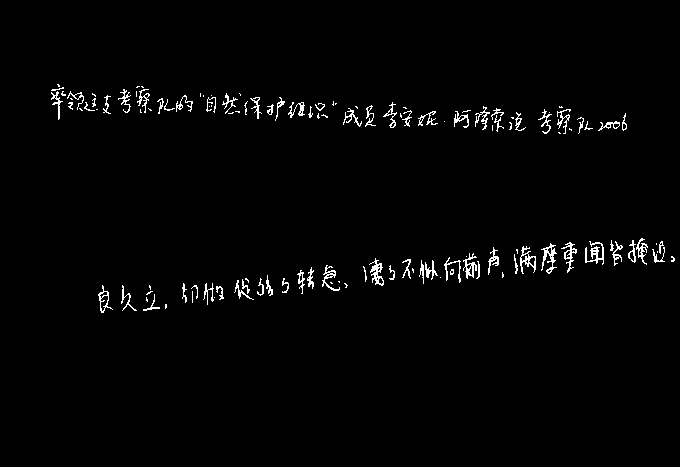 率领这支考察队的“自然保护组织”成员李安妮·阿隆索说考察队2006
良久立,却做促弦弦转急、凄凄不似向前声,满座重闻皆掩泣。